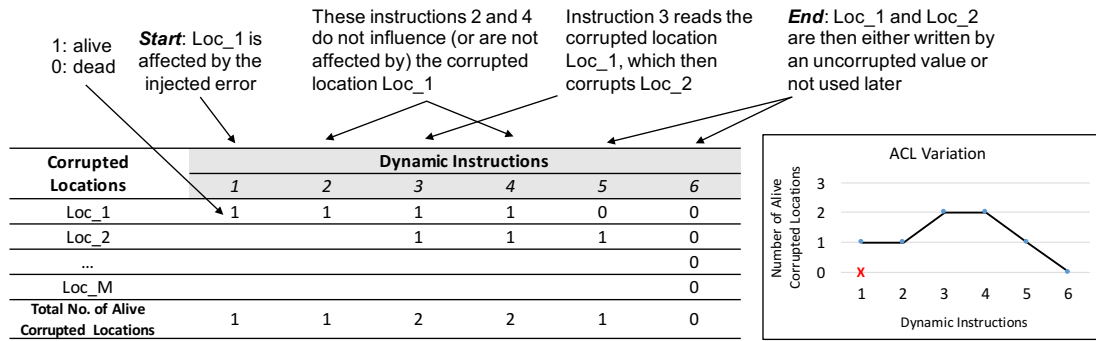 1: alive
0: dead
Start: Loc_1 is
affected by the
injected error
These instructions 2 and 4
do not influence (or are not
affected by) the corrupted
location Loc_1
Instruction 3 reads the
corrupted location
Loc_1, which then
corrupts Loc_2
End: Loc_1 and Loc_2
are then either written by
an uncorrupted value or
not used later
Corrupted
Locations
Dynamic Instructions
1 2 3 4 5 6
Loc_1 1 1 1 1 0 0
Loc_2 1 1 1 0
... 0
Loc_M 0
Total No. of Alive
Corrupted Locations
1 1 2 2 1 0
ACL Variation
Number of Alive
Corrupted Locations
3
2
1
0
X
1 2 3 4 5 6
Dynamic Instructions